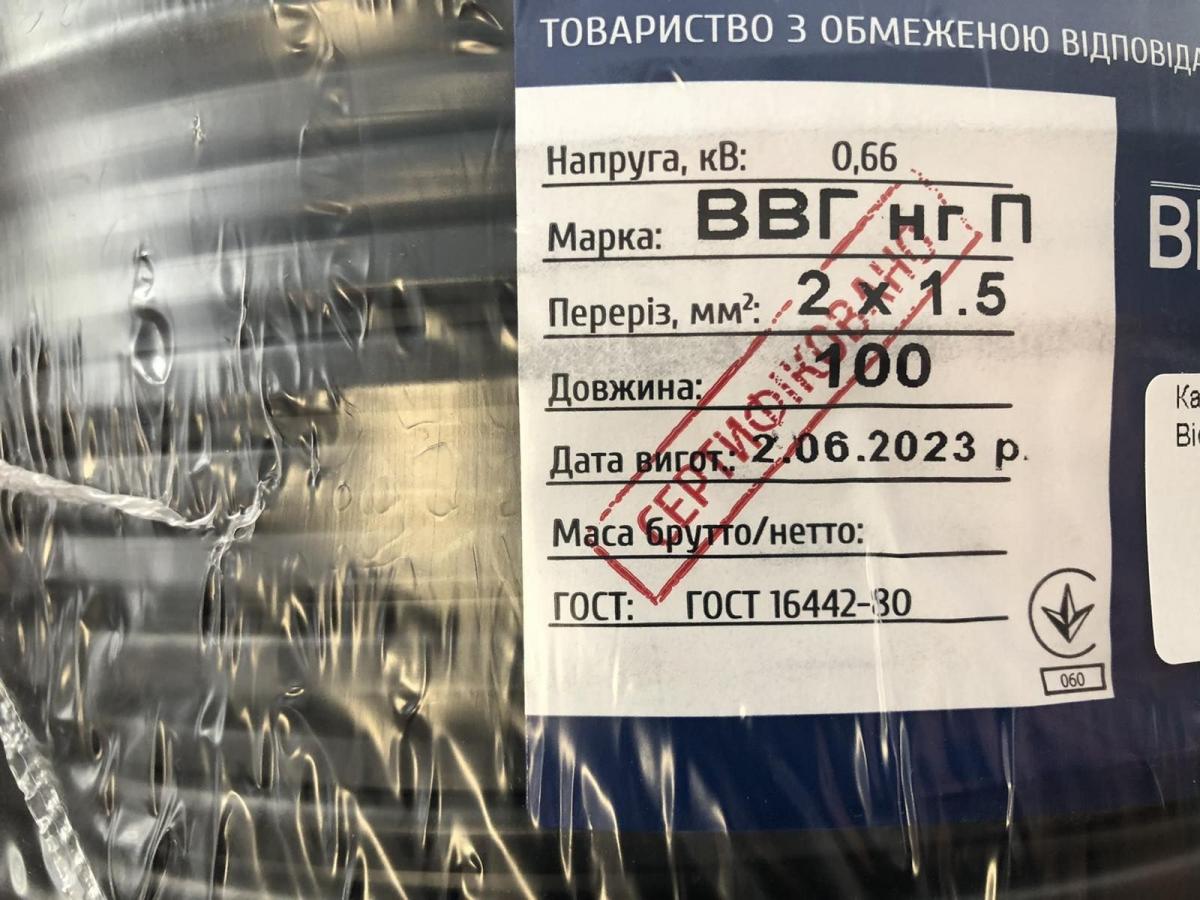 ТОВАРИСТВО З ОБМЕЖЕНОЮ
Напруга, кВ: 0,66
Марка: ВВГ нг П
Переріз, мм²: 2 x 1.5
Довжина: 100
Дата вигот.: 2.06.2023 р.
Маса брутто/нетто:
ГОСТ: ГОСТ 16442-80
СЕРТИФІКОВАНО
060